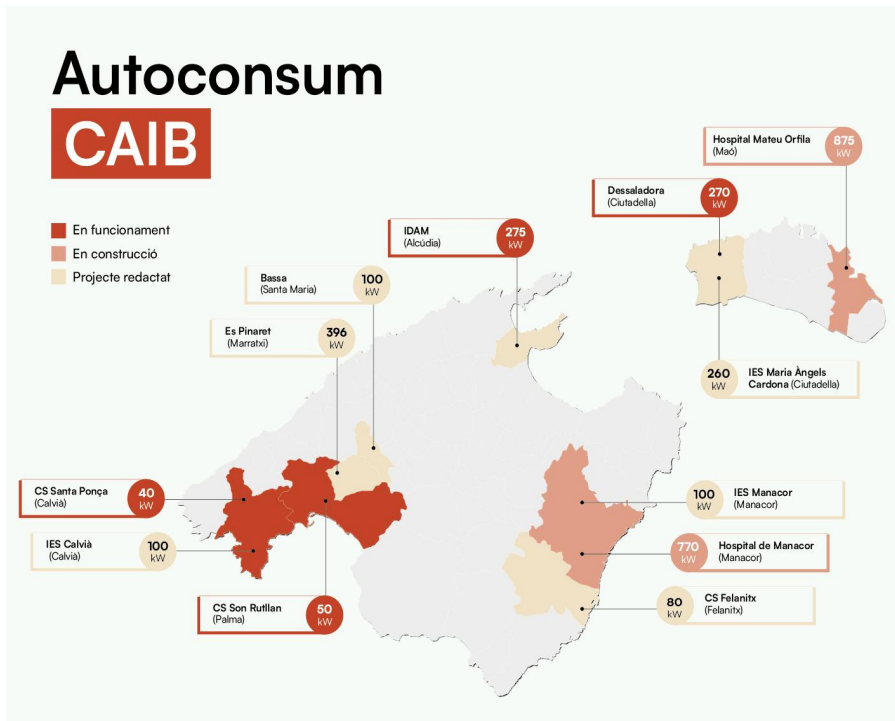 Autoconsum
CAIB
En funcionament
En construcció
Projecte redactat
Hospital Mateu Orfila
(Maó)
875
kW
Dessaladora
(Ciutadella)
270
kW
IDAM
(Alcúdia)
275
kW
Bassa
(Santa Maria)
100
kW
Es Pinaret
(Marratxi)
396
kW
260
kW
IES Maria Àngels
Cardona (Ciutadella)
CS Santa Ponça
(Calvià)
40
kW
100
kW
IES Manacor
(Manacor)
IES Calvià
(Calvià)
100
kW
770
kW
Hospital de Manacor
(Manacor)
CS Son Rutllan
(Palma)
50
kW
80
kW
CS Felanitx
(Felanitx)